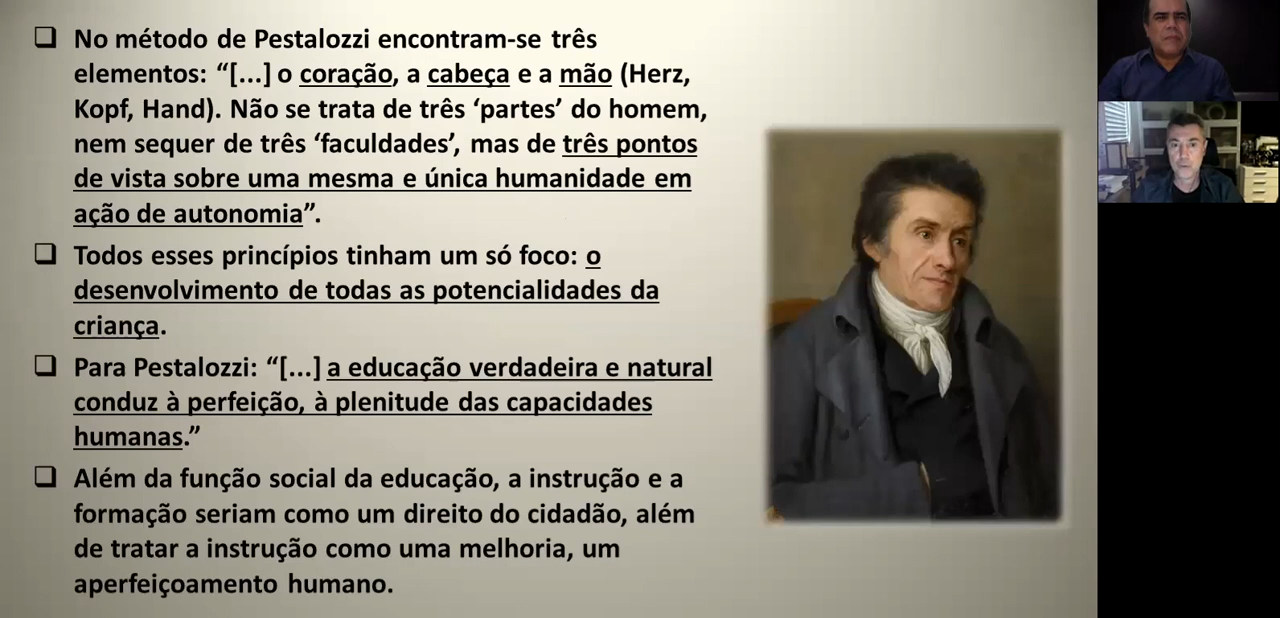 No método de Pestalozzi encontram-se três
elementos: “[...] o coração, a cabeça e a mão (Herz,
Kopf, Hand). Não se trata de três ‘partes’ do homem,
nem sequer de três ‘faculdades’, mas de três pontos
de vista sobre uma mesma e única humanidade em
ação de autonomia”.
Todos esses princípios tinham um só foco: o
desenvolvimento de todas as potencialidades da
criança.
Para Pestalozzi: “[...] a educação verdadeira e natural
conduz à perfeição, à plenitude das capacidades
humanas.”
Além da função social da educação, a instrução e a
formação seriam como um direito do cidadão, além
de tratar a instrução como uma melhoria, um
aperfeiçoamento humano.